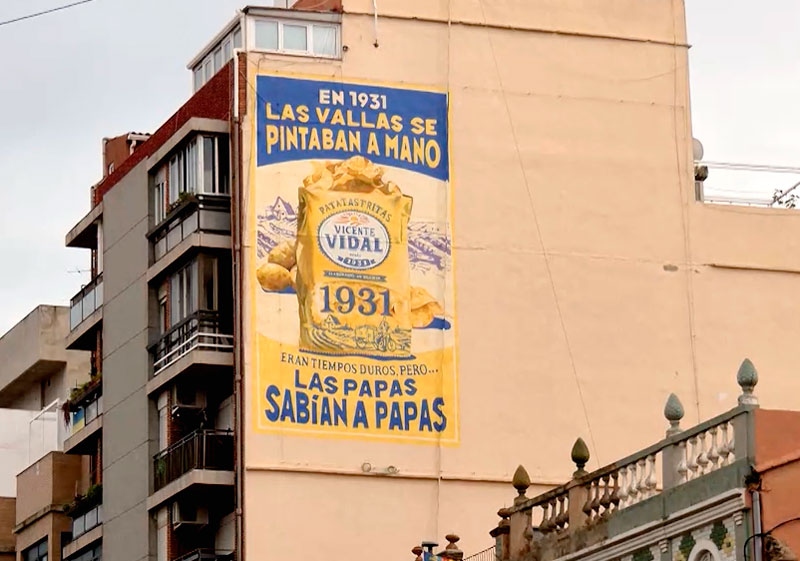 EN 1931
LAS VALLAS SE
PINTABAN A MANO
PATATAS FRITAS
VICENTE
VIDAL
1931
1931
ERAN TIEMPOS DUROS, PERO...
LAS PAPAS
SABÍAN A PAPAS